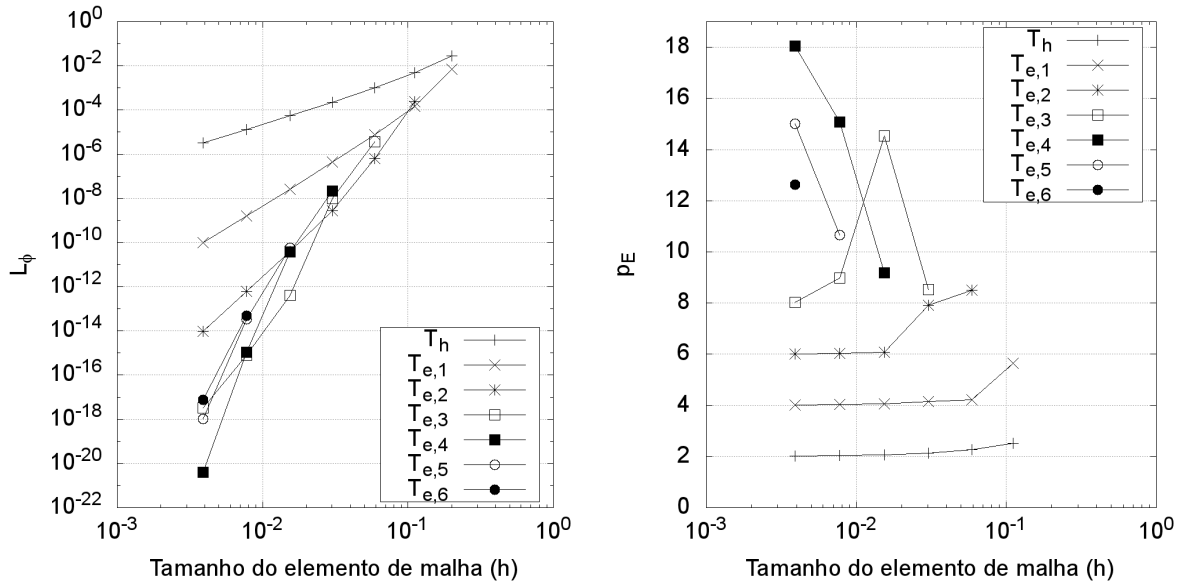 10^0
10^-2
10^-4
10^-6
10^-8
10^-10
10^-12
10^-14
10^-16
10^-18
10^-20
10^-22
L_ϕ
10^-3
10^-2
10^-1
10^0
Tamanho do elemento de malha (h)
T_h
T_e,1
T_e,2
T_e,3
T_e,4
T_e,5
T_e,6
18
16
14
12
10
8
6
4
2
0
p_E
10^-3
10^-2
10^-1
10^0
Tamanho do elemento de malha (h)
T_h
T_e,1
T_e,2
T_e,3
T_e,4
T_e,5
T_e,6